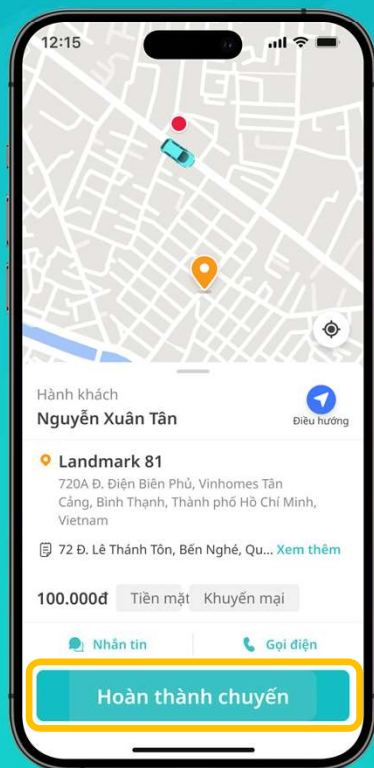 12:15
Hành khách
Nguyễn Xuân Tân
Điều hướng
Landmark 81
720A Đ. Điện Biên Phủ, Vinhomes Tân
Cảng, Bình Thạnh, Thành phố Hồ Chí Minh,
Vietnam
72 Đ. Lê Thánh Tôn, Bến Nghé, Qu... Xem thêm
100.000đ Tiền mặt Khuyến mại
Nhắn tin Gọi điện
Hoàn thành chuyến